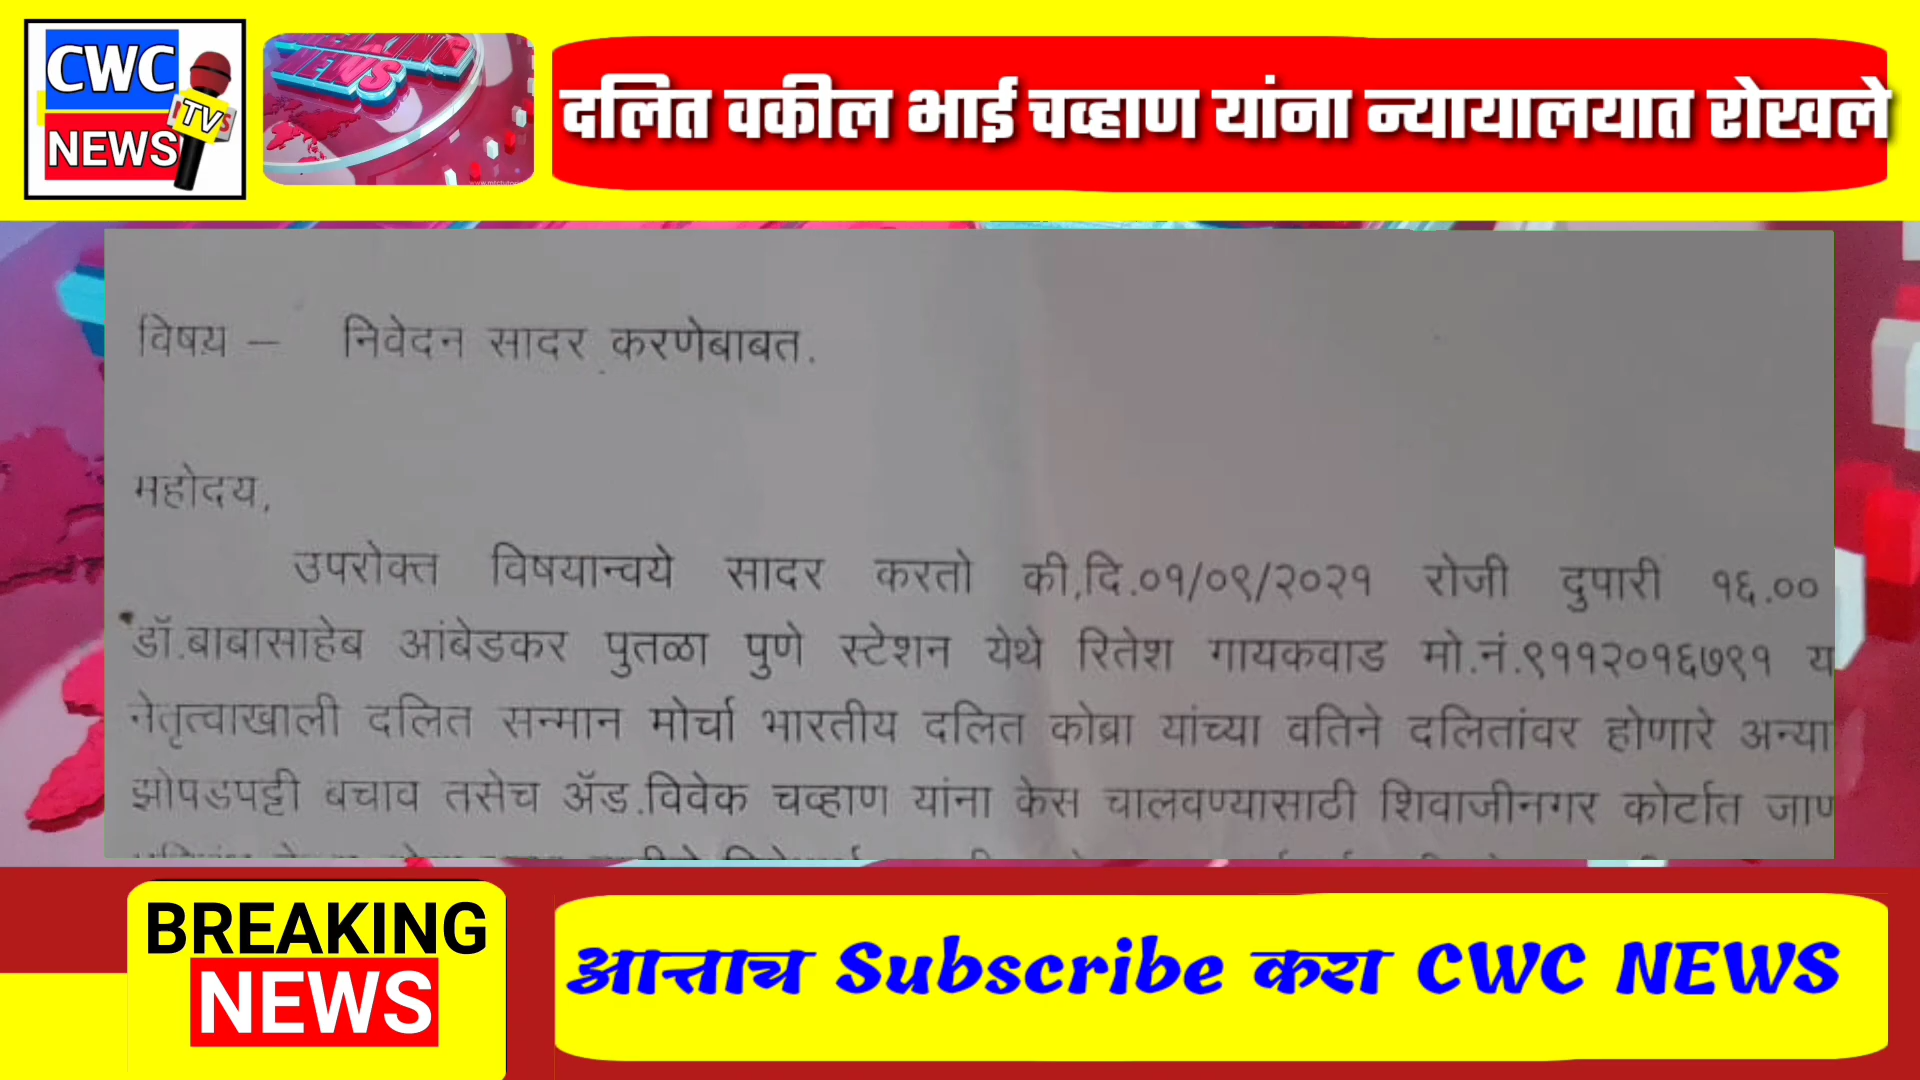 CWC
NEWS
TV
दलित वकील भाई चव्हाण यांना न्यायालयात रोखले
विषय – निवेदन सादर करणेबाबत.
महोदय,
उपरोक्त विषयान्वये सादर करतो की,दि.०१/०९/२०२१ रोजी दुपारी १६.००
डॉ.बाबासाहेब आंबेडकर पुतळा पुणे स्टेशन येथे रितेश गायकवाड मो.नं.९११२०१६७९१ य
नेतृत्वाखाली दलित सन्मान मोर्चा भारतीय दलित कोब्रा यांच्या वतिने दलितांवर होणारे अन्या
झोपडपट्टी बचाव तसेच ॲड.विवेक चव्हाण यांना केस चालवण्यासाठी शिवाजीनगर कोर्टात जाण
BREAKING
NEWS
आत्ताच Subscribe करा CWC NEWS